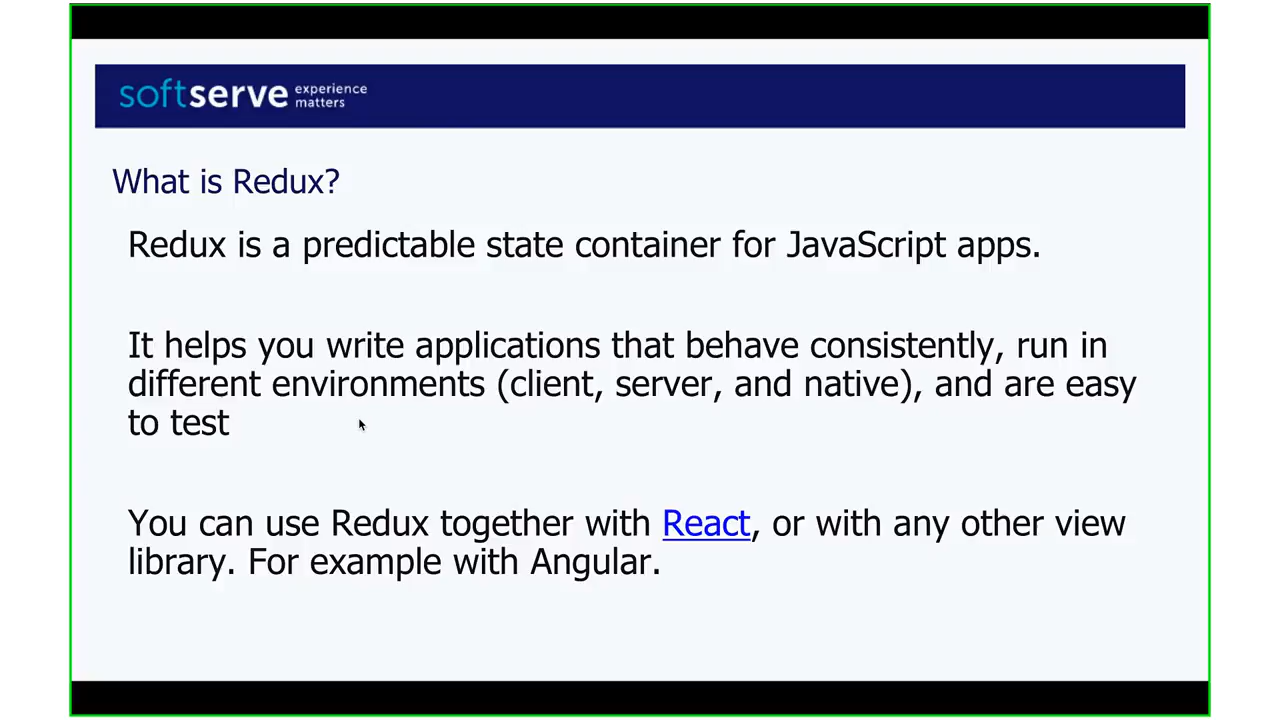 softserve experience matters
What is Redux?
Redux is a predictable state container for JavaScript apps.
It helps you write applications that behave consistently, run in
different environments (client, server, and native), and are easy
to test
You can use Redux together with React, or with any other view
library. For example with Angular.